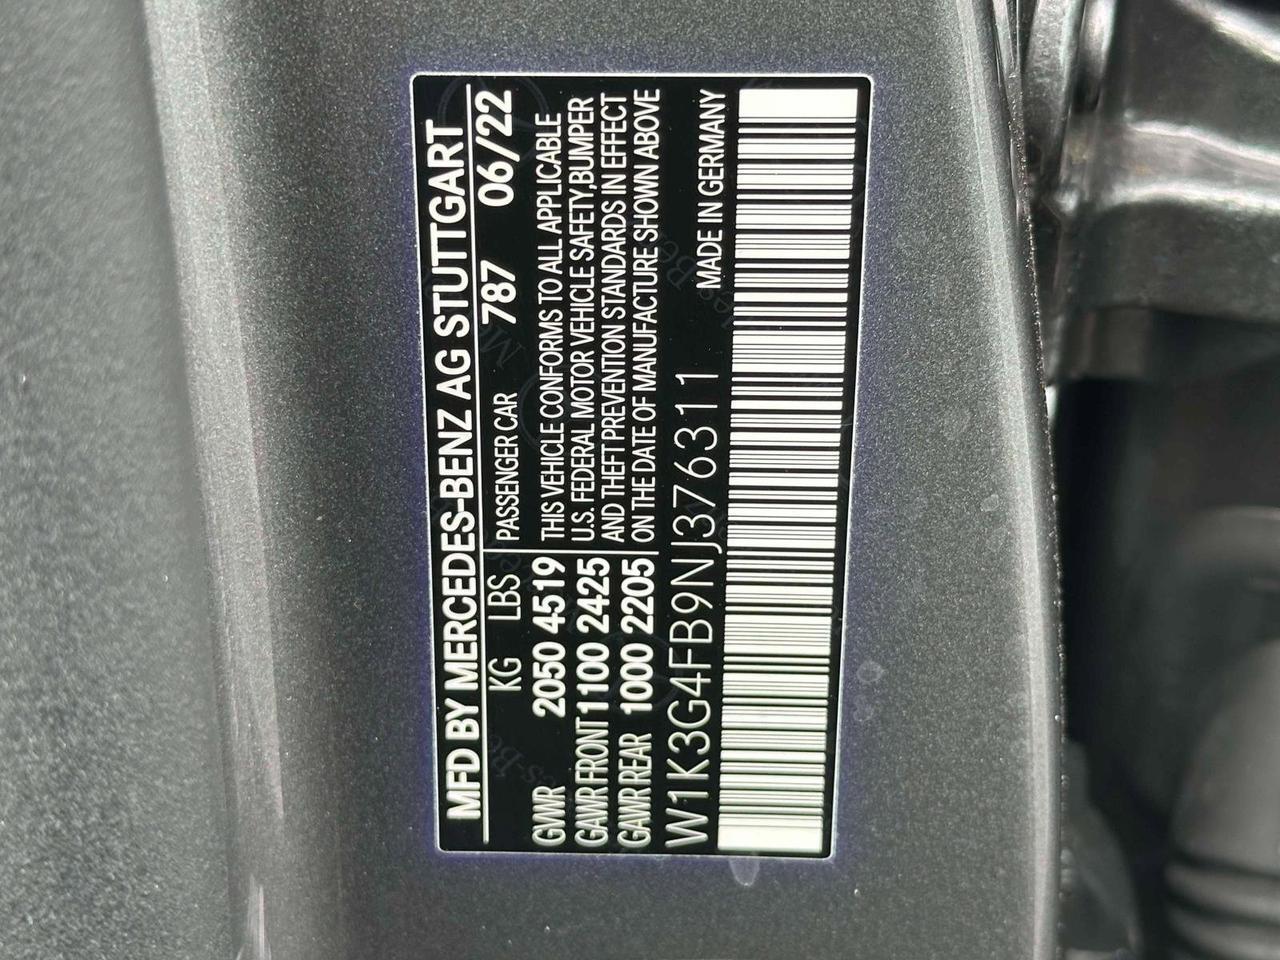 MFD BY MERCEDES-BENZ AG STUTTGART
KG LBS PASSENGER CAR 787 06/22
GVWR 2050 4519 THIS VEHICLE CONFORMS TO ALL APPLICABLE
U.S. FEDERAL MOTOR VEHICLE SAFETY,BUMPER
GAWR FRONT 1100 2425 AND THEFT PREVENTION STANDARDS IN EFFECT
GAWR REAR 1000 2205 ON THE DATE OF MANUFACTURE SHOWN ABOVE
W1K3G4FB9NJ376311 MADE IN GERMANY